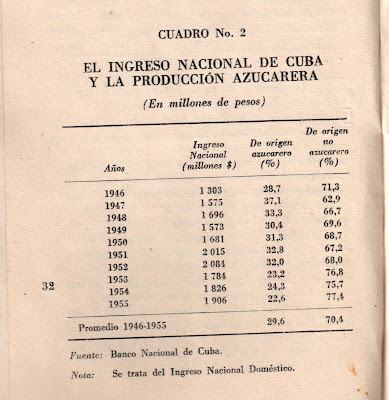 CUADRO No. 2
EL INGRESO NACIONAL DE CUBA
Y LA PRODUCCIÓN AZUCARERA
(En millones de pesos)
Años Ingreso Nacional (millones $) De origen azucarero (%) De origen no azucarero (%)
1946 1 303 28,7 71,3
1947 1 575 37,1 62,9
1948 1 696 33,3 66,7
1949 1 573 30,4 69,6
1950 1 681 31,3 68,7
1951 2 015 32,8 67,2
1952 2 084 32,0 68,0
1953 1 784 23,2 76,8
1954 1 826 24,3 75,7
1955 1 906 22,6 77,4
32
Promedio 1946-1955 29,6 70,4
Fuente: Banco Nacional de Cuba.
Nota: Se trata del Ingreso Nacional Doméstico.